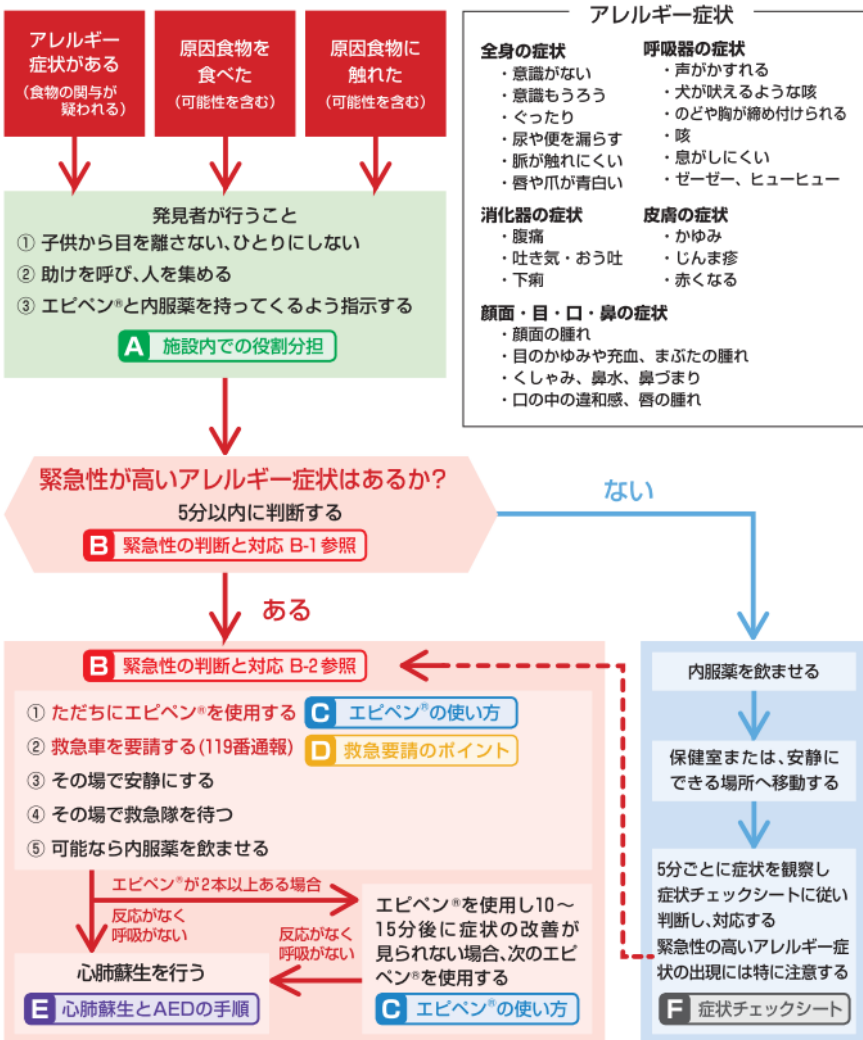 アレルギー
症状がある
(食物の関与が
疑われる)
原因食物を
食べた
(可能性を含む)
原因食物に
触れた
(可能性を含む)
発見者が行うこと
① 子供から目を離さない、ひとりにしない
② 助けを呼び、人を集める
③ エピペン®と内服薬を持ってくるよう指示する
A 施設内での役割分担
アレルギー症状
全身の症状
・意識がない
・意識もうろう
・ぐったり
・尿や便を漏らす
・脈が触れにくい
・唇や爪が青白い
呼吸器の症状
・声がかすれる
・犬が吠えるような咳
・のどや胸が締め付けられる
・咳
・息がしにくい
・ゼーゼー、ヒューヒュー
消化器の症状
・腹痛
・吐き気・おう吐
・下痢
皮膚の症状
・かゆみ
・じんま疹
・赤くなる
顔面・目・口・鼻の症状
・顔面の腫れ
・目のかゆみや充血、まぶたの腫れ
・くしゃみ、鼻水、鼻づまり
・口の中の違和感、唇の腫れ
緊急性が高いアレルギー症状はあるか?
5分以内に判断する
B 緊急性の判断と対応 B-1参照
ない
ある
B 緊急性の判断と対応 B-2参照
① ただちにエピペン®を使用する C エピペン®の使い方
② 救急車を要請する(119番通報) D 救急要請のポイント
③ その場で安静にする
④ その場で救急隊を待つ
⑤ 可能なら内服薬を飲ませる
エピペン®が2本以上ある場合
反応がなく
呼吸がない
エピペン®を使用し10～
15分後に症状の改善が
見られない場合、次のエピ
ペン®を使用する
C エピペン®の使い方
反応がなく
呼吸がない
心肺蘇生を行う
E 心肺蘇生とAEDの手順
内服薬を飲ませる
保健室または、安静に
できる場所へ移動する
5分ごとに症状を観察し
症状チェックシートに従い
判断し、対応する
緊急性の高いアレルギー症
状の出現には特に注意する
F 症状チェックシート